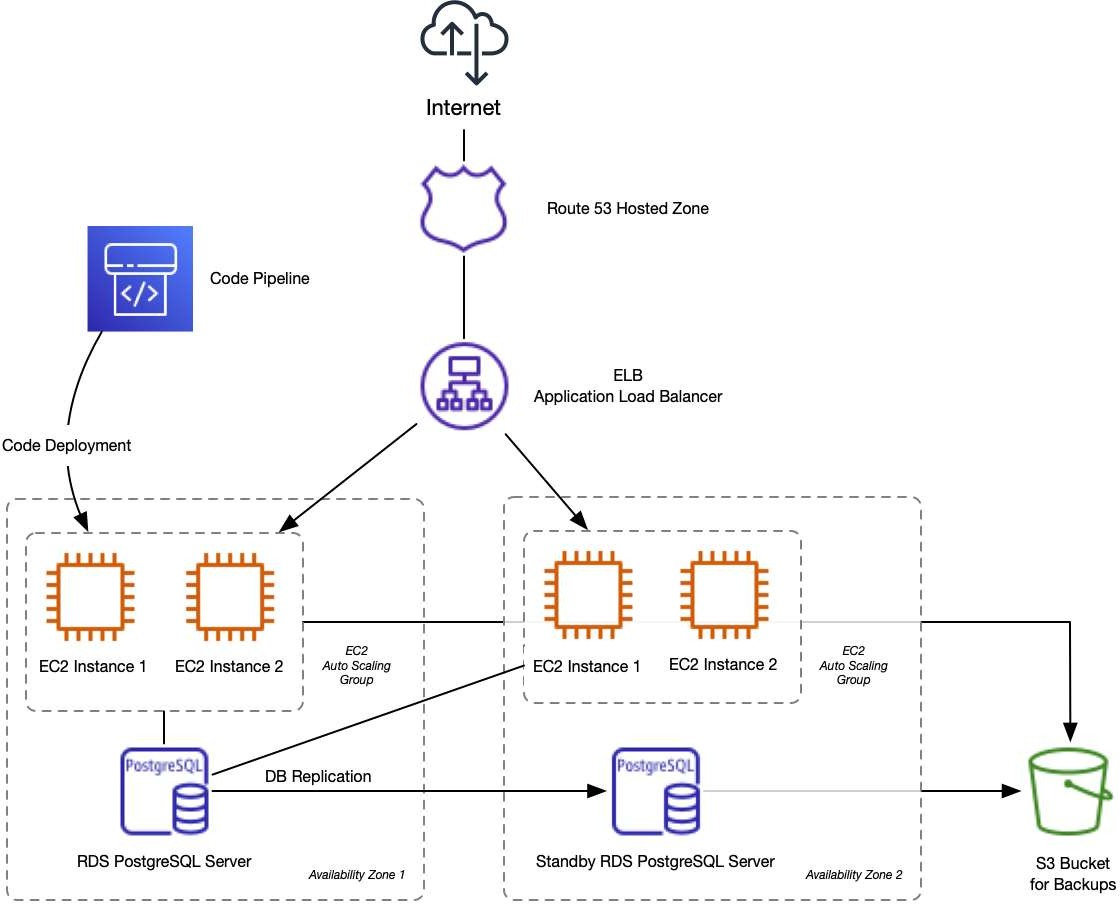 Internet
Route 53 Hosted Zone
Code Pipeline
ELB
Application Load Balancer
Code Deployment
EC2 Instance 1
EC2 Instance 2
EC2
Auto Scaling
Group
EC2 Instance 1
EC2 Instance 2
EC2
Auto Scaling
Group
PostgreSQL
DB Replication
PostgreSQL
RDS PostgreSQL Server
Availability Zone 1
Standby RDS PostgreSQL Server
Availability Zone 2
S3 Bucket
for Backups